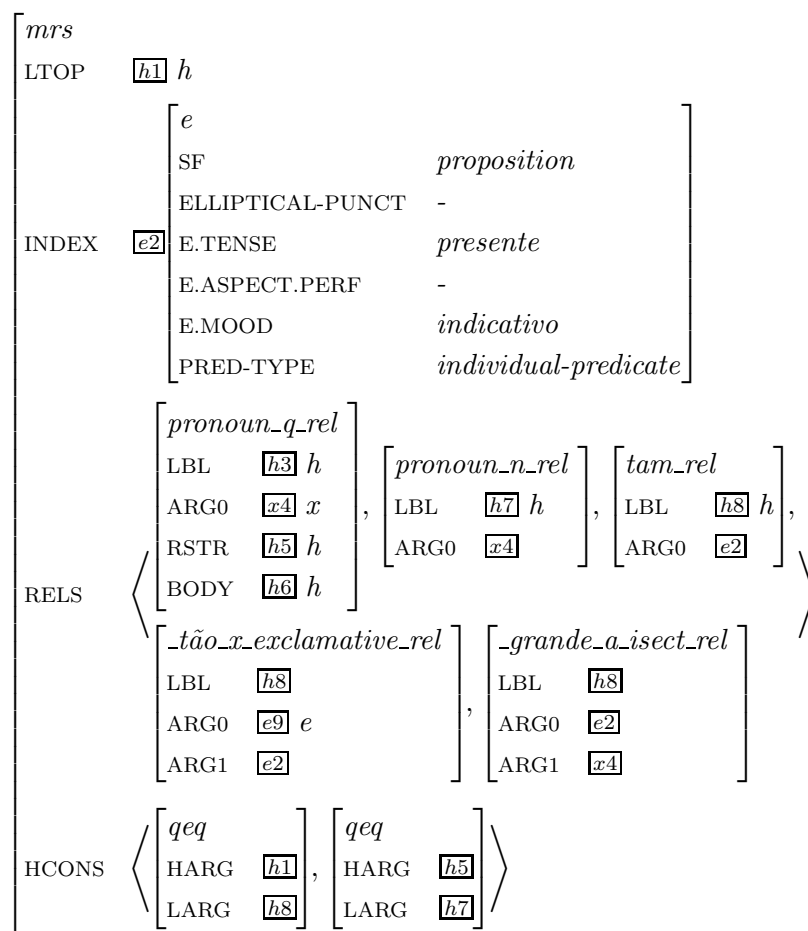 mrs
LTOP h1 h
INDEX e2 e
SF proposition
ELLIPTICAL-PUNCT -
E.TENSE presente
E.ASPECT.PERF -
E.MOOD indicativo
PRED-TYPE individual-predicate
RELS
pronoun_q_rel
LBL h3 h
ARG0 x4 x
RSTR h5 h
BODY h6 h
,
pronoun_n_rel
LBL h7 h
ARG0 x4
,
tam_rel
LBL h8 h
ARG0 e2
,
_tão_x_exclamative_rel
LBL h8
ARG0 e9 e
ARG1 e2
,
_grande_a_isect_rel
LBL h8
ARG0 e2
ARG1 x4
HCONS
qeq
HARG h1
LARG h8
,
qeq
HARG h5
LARG h7